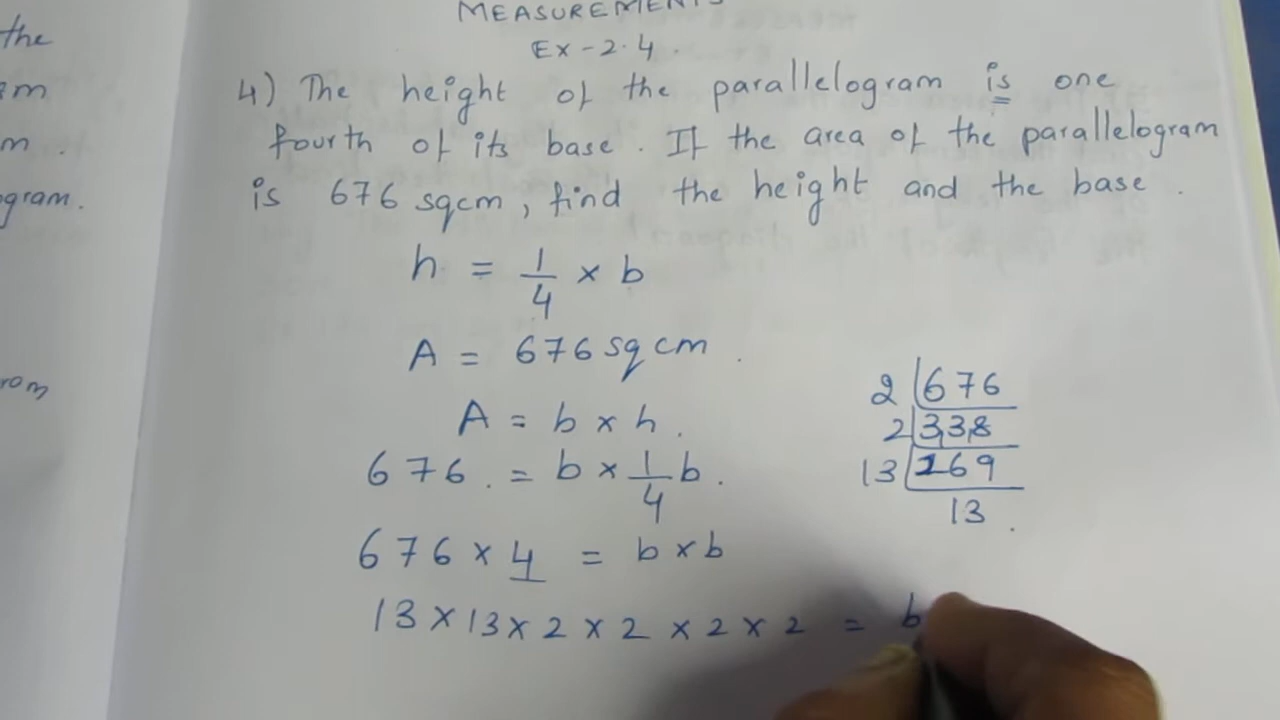 the
m
gram.
MEASUREMENTS
Ex-2.4.
4) The height of the parallelogram is one
fourth of its base. If the area of the parallelogram
is 676 sqcm, find the height and the base.
h = 1/4 × b
A = 676 sq cm.
A = b × h.
676. = b × 1/4 b.
676 × 4 = b × b
13 × 13 × 2 × 2 × 2 × 2 = b
2 | 676
2 | 338
13 | 169
13.